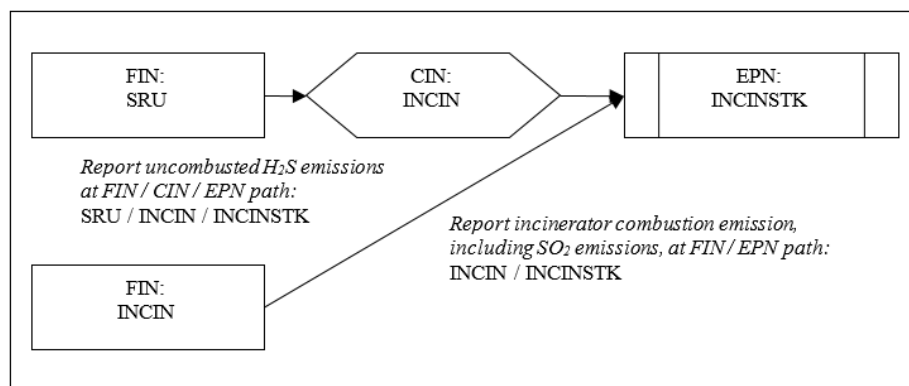 FIN:
SRU
CIN:
INCIN
EPN:
INCINSTK
Report uncombusted H₂S emissions
at FIN / CIN / EPN path:
SRU / INCIN / INCINSTK
Report incinerator combustion emission,
including SO₂ emissions, at FIN / EPN path:
INCIN / INCINSTK
FIN:
INCIN